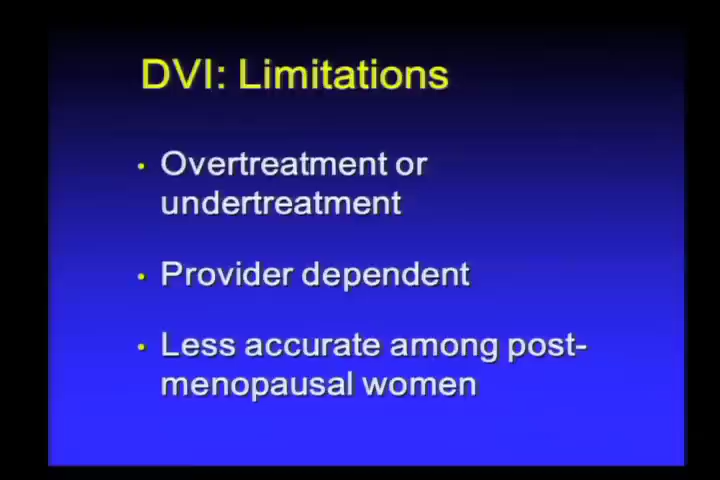 DVI: Limitations
• Overtreatment or
undertreatment
• Provider dependent
• Less accurate among post-
menopausal women